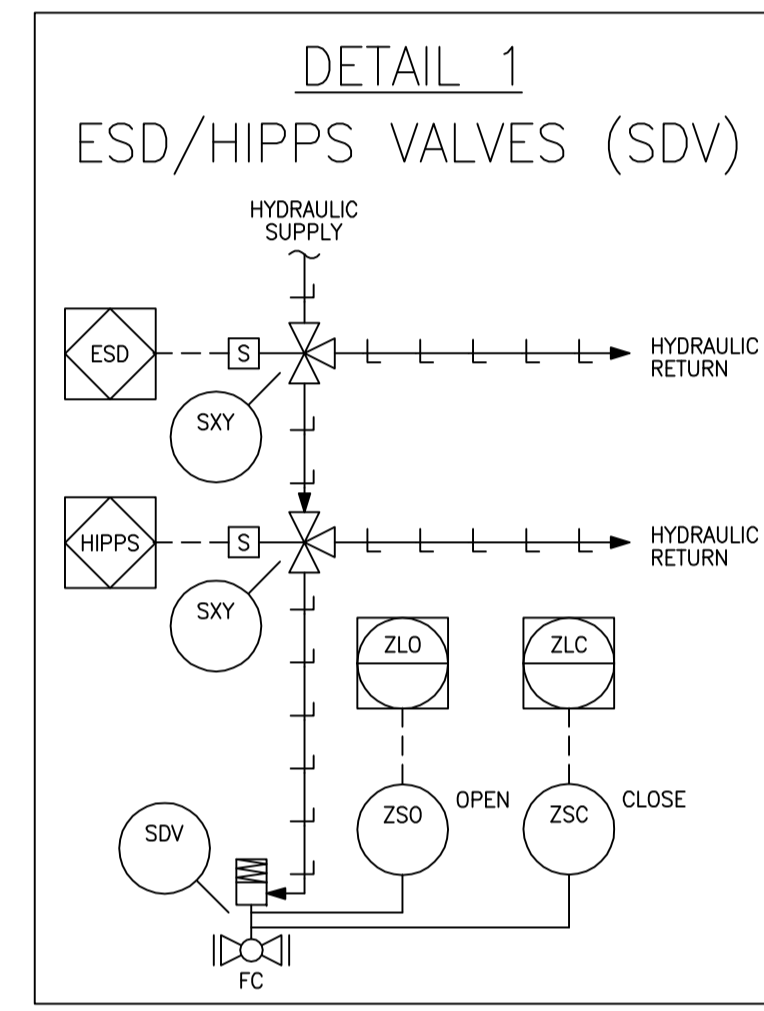 DETAIL 1
ESD/HIPPS VALVES (SDV)
HYDRAULIC
SUPPLY
ESD
S
HYDRAULIC
RETURN
SXY
HIPPS
S
HYDRAULIC
RETURN
SXY
ZLO
ZLC
ZSO
OPEN
ZSC
CLOSE
SDV
FC